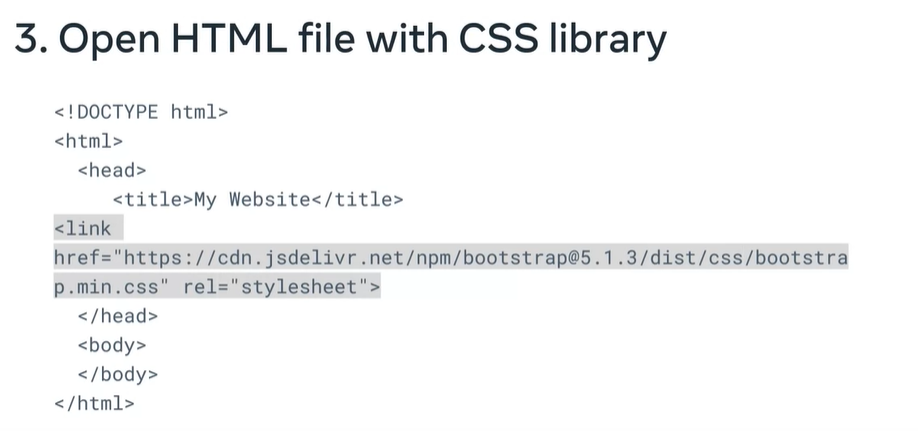 3. Open HTML file with CSS library
<!DOCTYPE html>
<html>
<head>
<title>My Website</title>
<link
href="https://cdn.jsdelivr.net/npm/bootstrap@5.1.3/dist/css/bootstra
p.min.css" rel="stylesheet">
</head>
<body>
</body>
</html>